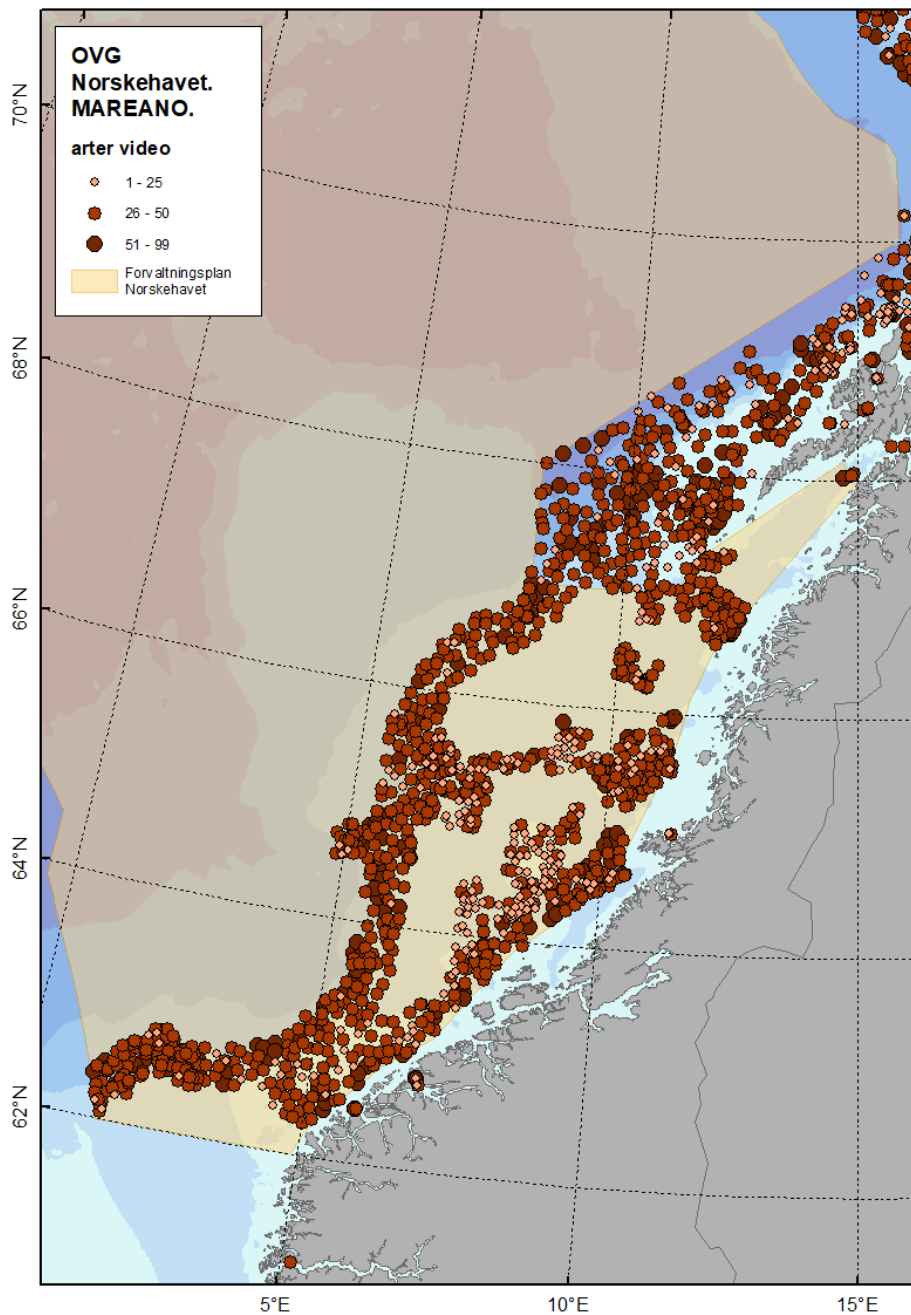 OVG
Norskehavet.
MAREANO.
arter video
1 - 25
26 - 50
51 - 99
Forvaltningsplan
Norskehavet
70°N
68°N
66°N
64°N
62°N
5°E
10°E
15°E